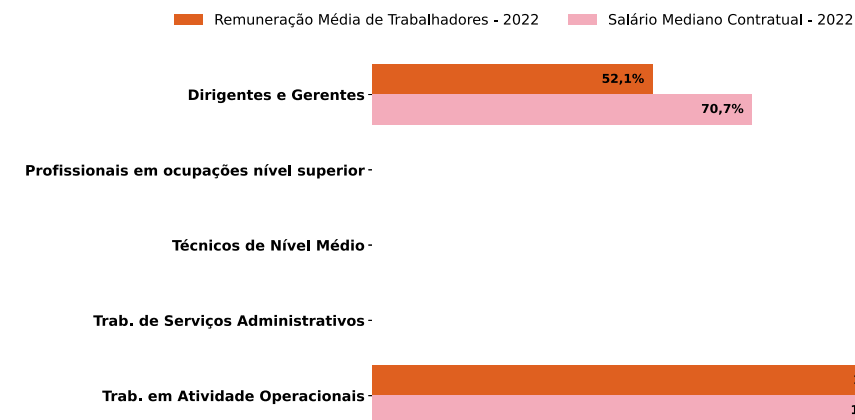 Remuneração Média de Trabalhadores - 2022 Salário Mediano Contratual - 2022
Dirigentes e Gerentes
52,1%
70,7%
Profissionais em ocupações nível superior
Técnicos de Nível Médio
Trab. de Serviços Administrativos
Trab. em Atividade Operacionais